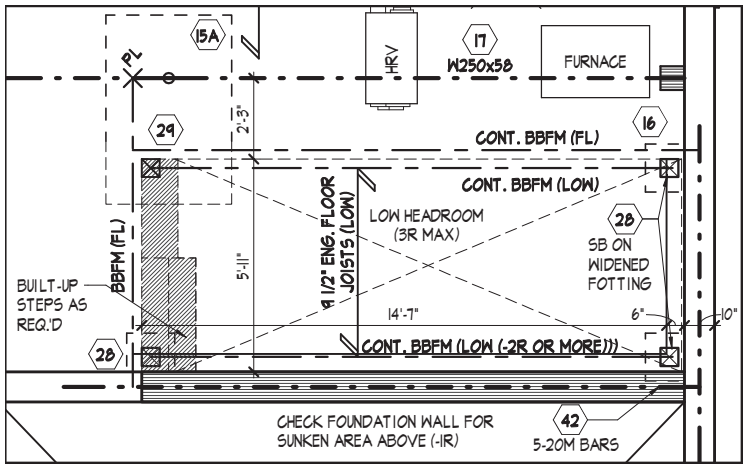 15A
PL
HRV
17
W250x58
FURNACE
29
2'-3"
16
CONT. BBFM (FL)
CONT. BBFM (LOW)
BBFM (FL)
9 1/2" ENG. FLOOR
JOISTS (LOW)
LOW HEADROOM
(3R MAX)
28
SB ON
WIDENED
FOTTING
5'-11"
BUILT-UP
STEPS AS
REQ.'D
14'-7"
6"
10"
28
CONT. BBFM (LOW (-2R OR MORE)))
CHECK FOUNDATION WALL FOR
SUNKEN AREA ABOVE (-1R)
42
5-20M BARS